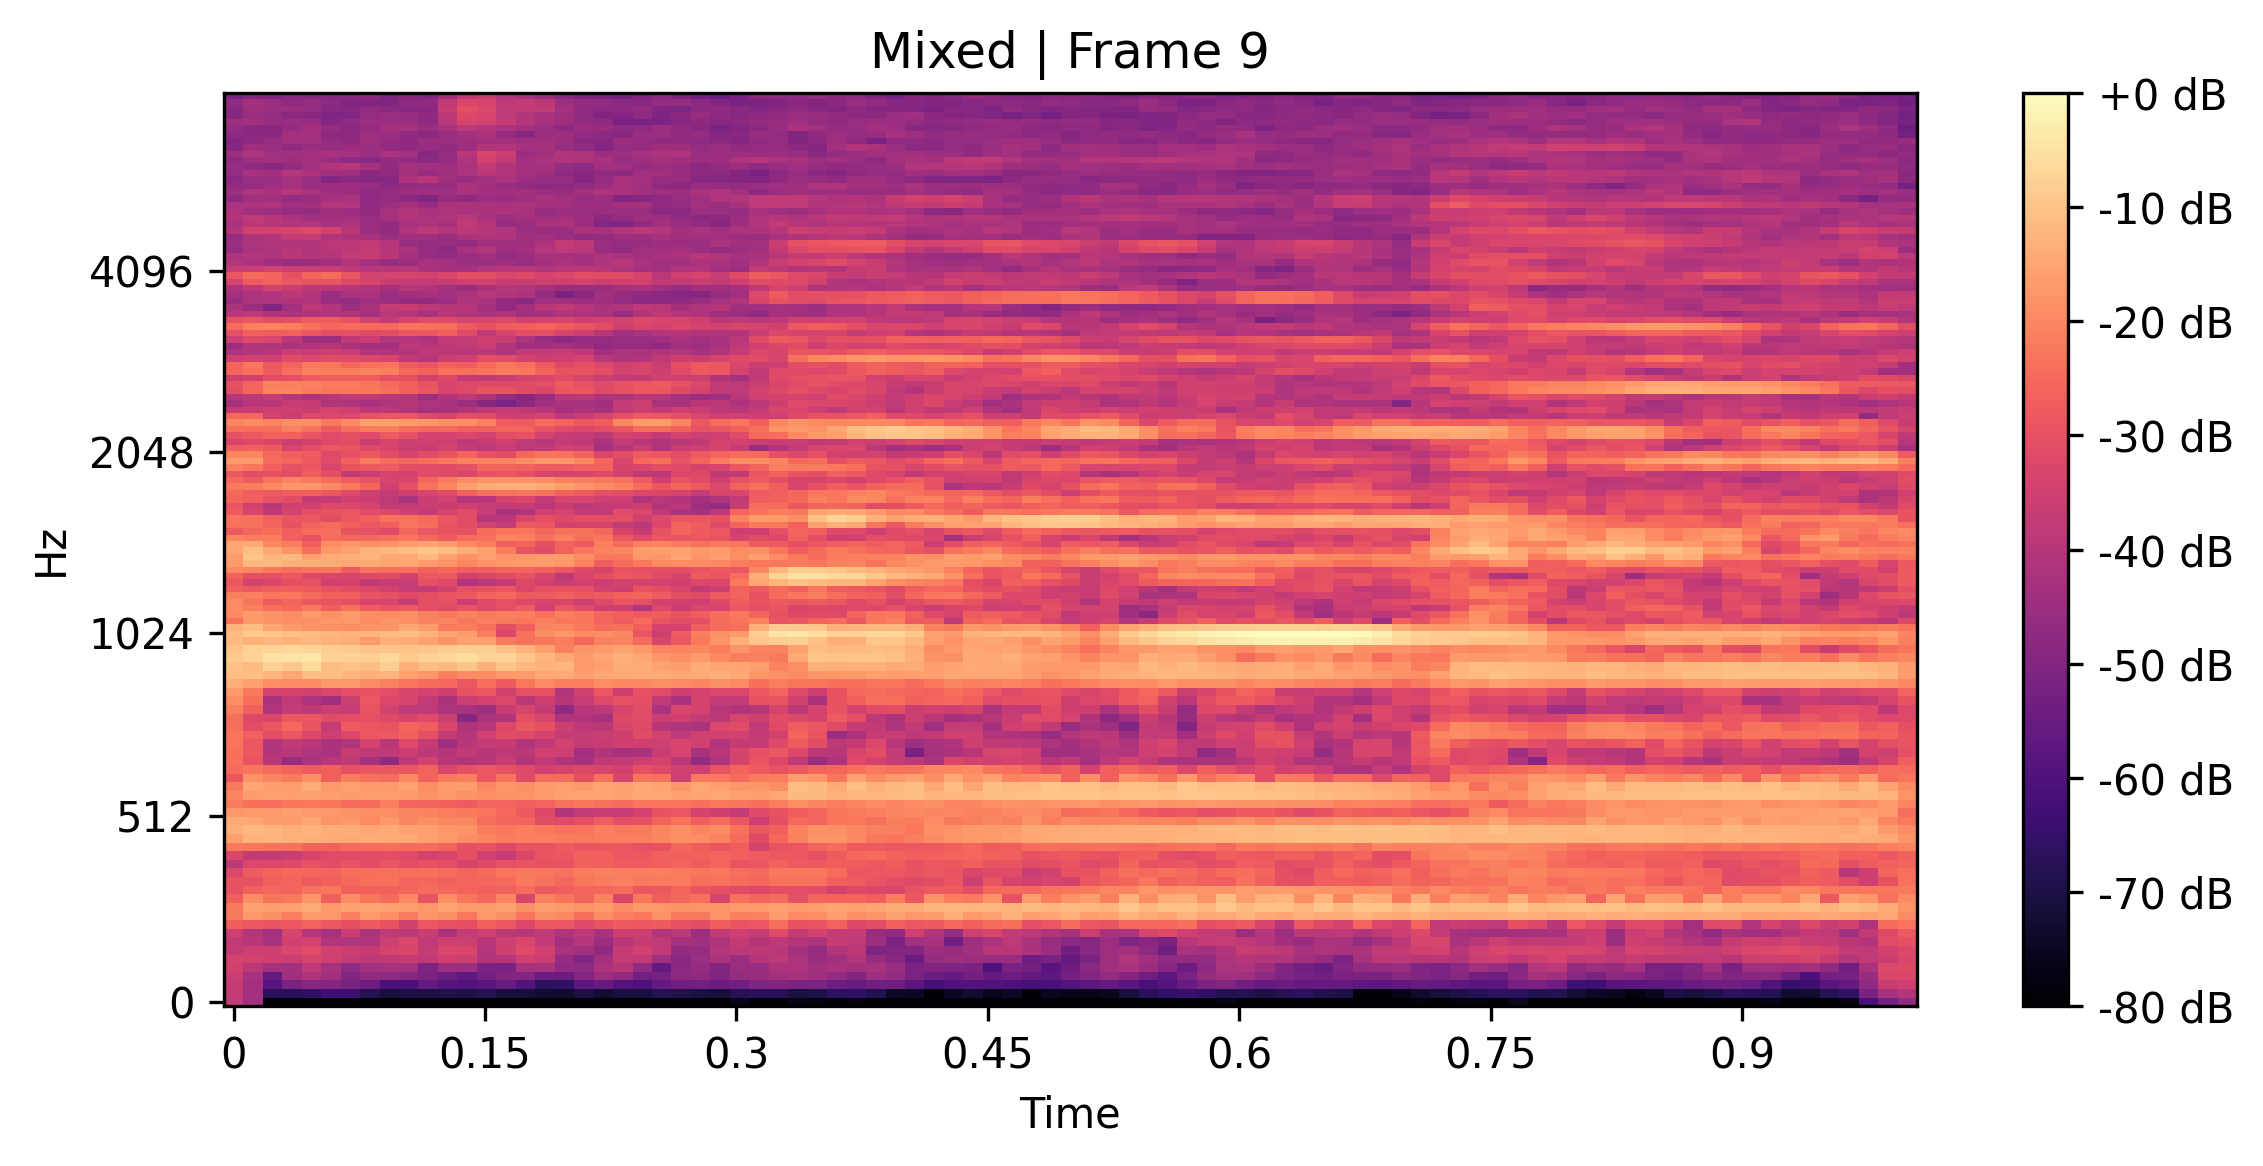 Mixed | Frame 9
+0 dB
-10 dB
-20 dB
-30 dB
-40 dB
-50 dB
-60 dB
-70 dB
-80 dB
4096
2048
1024
512
0
Hz
0 0.15 0.3 0.45 0.6 0.75 0.9
Time